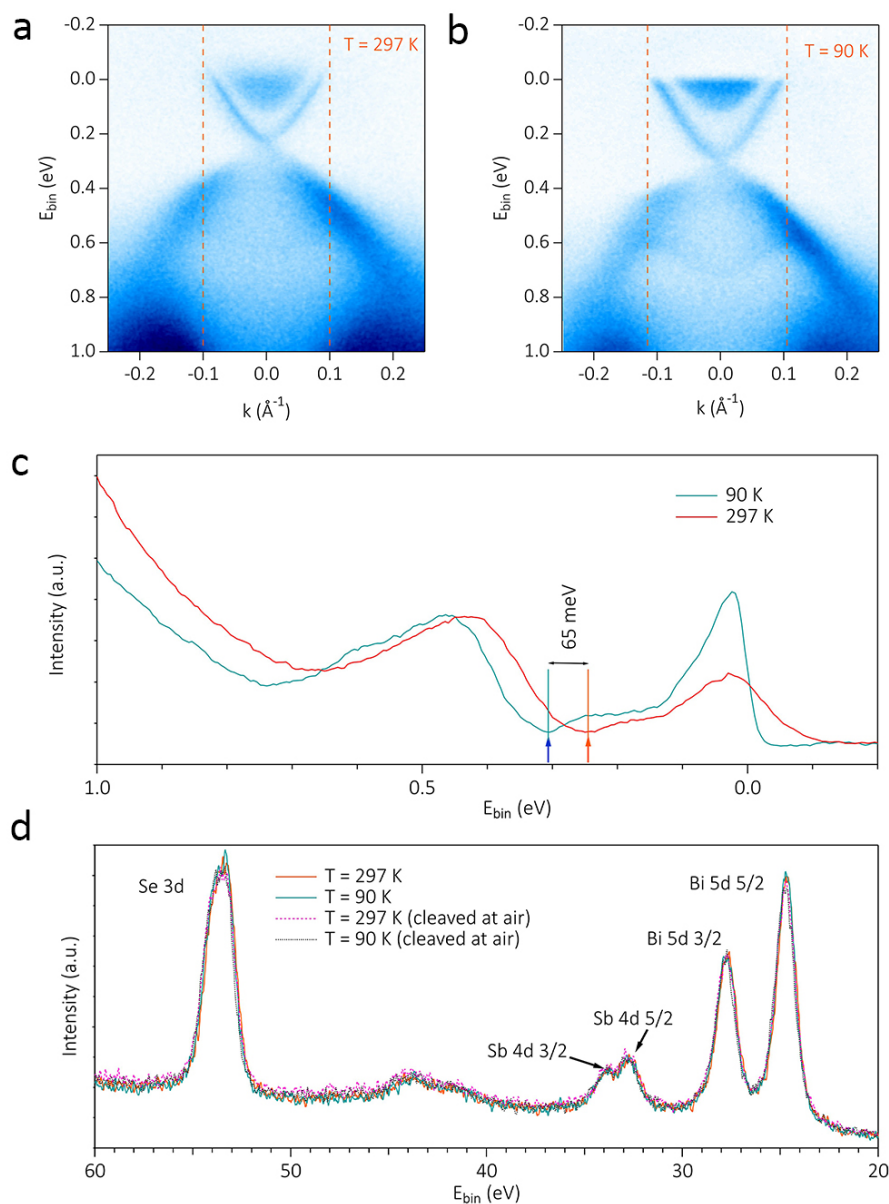 a
-0.2
0.0
0.2
0.4
0.6
0.8
1.0
E_bin (eV)
T = 297 K
-0.2
-0.1
0.0
0.1
0.2
k (Å⁻¹)
b
-0.2
0.0
0.2
0.4
0.6
0.8
1.0
E_bin (eV)
T = 90 K
-0.2
-0.1
0.0
0.1
0.2
k (Å⁻¹)
c
Intensity (a.u.)
90 K
297 K
65 meV
1.0
0.5
0.0
E_bin (eV)
d
Intensity (a.u.)
Se 3d
T = 297 K
T = 90 K
T = 297 K (cleaved at air)
T = 90 K (cleaved at air)
Bi 5d 5/2
Bi 5d 3/2
Sb 4d 5/2
Sb 4d 3/2
60
50
40
30
20
E_bin (eV)